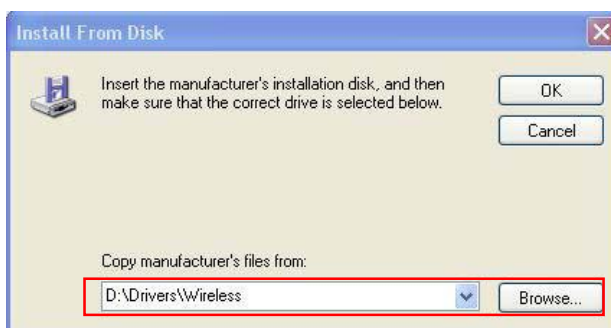 Install From Disk
Insert the manufacturer's installation disk, and then
make sure that the correct drive is selected below.
OK
Cancel
Copy manufacturer's files from:
D:\Drivers\Wireless
Browse...